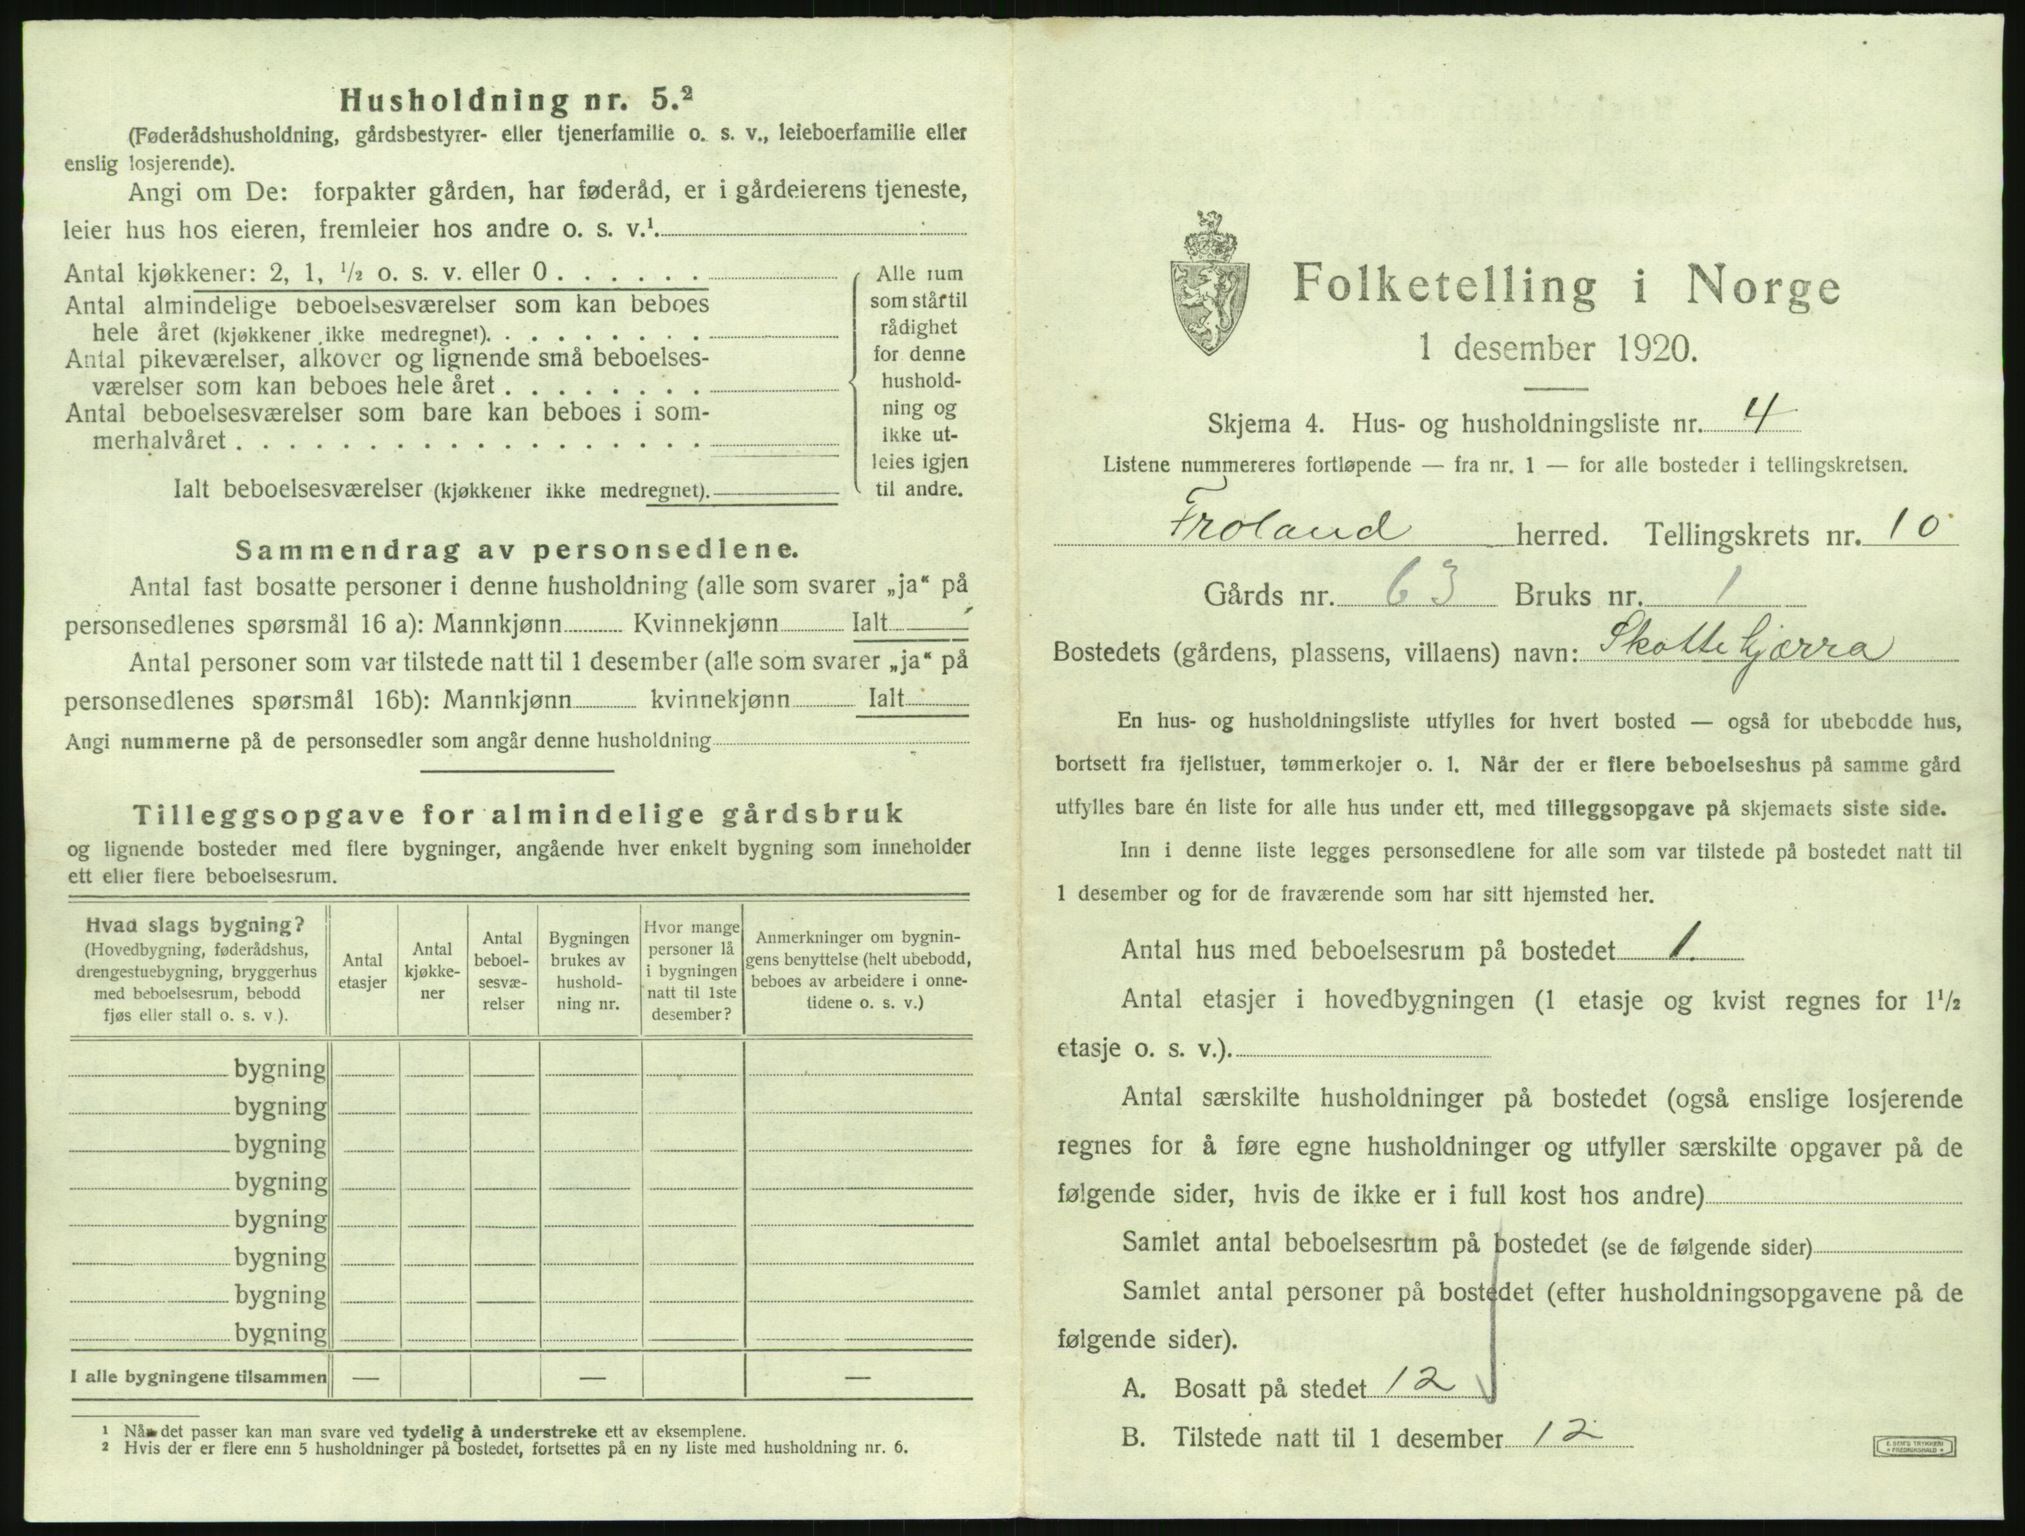 Husholdning nr. 5.²
(Føderådshusholdning, gårdsbestyrer- eller tjenerfamilie o. s. v., leieboerfamilie eller
enslig losjerende).
Angi om De: forpakter gården, har føderåd, er i gårdeierens tjeneste,
leier hus hos eieren, fremleier hos andre o. s. v.¹
Antal kjøkkener: 2, 1, ½ o. s. v. eller 0 . . . . . .
Antal almindelige beboelsesværelser som kan beboes
hele året (kjøkkener ikke medregnet). . . . . . . . .
Antal pikeværelser, alkover og lignende små beboelses-
værelser som kan beboes hele året . . . . . . . .
Antal beboelsesværelser som bare kan beboes i som-
merhalvåret . . . . . . . . . . . . . . . . . .
Ialt beboelsesværelser (kjøkkener ikke medregnet).
Alle rum
som står til
rådighet
for denne
hushold-
ning og
ikke ut-
leies igjen
til andre.
Sammendrag av personsedlene.
Antal fast bosatte personer i denne husholdning (alle som svarer „ja“ på
personsedlenes spørsmål 16 a): Mannkjønn Kvinnekjønn Ialt
Antal personer som var tilstede natt til 1 desember (alle som svarer „ja“ på
personsedlenes spørsmål 16b): Mannkjønn kvinnekjønn Ialt
Angi nummerne på de personsedler som angår denne husholdning
Tilleggsopgave for almindelige gårdsbruk
og lignende bosteder med flere bygninger, angående hver enkelt bygning som inneholder
ett eller flere beboelsesrum.
Hvad slags bygning?
(Hovedbygning, føderådshus,
drengestuebygning, bryggerhus
med beboelsesrum, bebodd
fjøs eller stall o. s. v.).
Antal
etasjer
Antal
kjøkke-
ner
Antal
beboel-
sesvæ-
relser
Bygningen
brukes av
hushold-
ning nr.
Hvor mange
personer lå
i bygningen
natt til 1ste
desember?
Anmerkninger om bygnin-
gens benyttelse (helt ubebodd,
beboes av arbeidere i onne-
tidene o. s. v.)
bygning
bygning
bygning
bygning
bygning
bygning
bygning
bygning
I alle bygningene tilsammen — — —
¹ Når det passer kan man svare ved tydelig å understreke ett av eksemplene.
² Hvis der er flere enn 5 husholdninger på bostedet, fortsettes på en ny liste med husholdning nr. 6.
Folketelling i Norge
1 desember 1920.
Skjema 4. Hus- og husholdningsliste nr. 4
Listene nummereres fortløpende — fra nr. 1 — for alle bosteder i tellingskretsen.
Froland herred. Tellingskrets nr. 10
Gårds nr. 63 Bruks nr. 1
Bostedets (gårdens, plassens, villaens) navn: Skottehjærra
En hus- og husholdningsliste utfylles for hvert bosted — også for ubebodde hus,
bortsett fra fjellstuer, tømmerkojer o. l. Når der er flere beboelseshus på samme gård
utfylles bare én liste for alle hus under ett, med tilleggsopgave på skjemaets siste side.
Inn i denne liste legges personsedlene for alle som var tilstede på bostedet natt til
1 desember og for de fraværende som har sitt hjemsted her.
Antal hus med beboelsesrum på bostedet 1.
Antal etasjer i hovedbygningen (1 etasje og kvist regnes for 1½
etasje o. s. v.).
Antal særskilte husholdninger på bostedet (også enslige losjerende
regnes for å føre egne husholdninger og utfyller særskilte opgaver på de
følgende sider, hvis de ikke er i full kost hos andre)
Samlet antal beboelsesrum på bostedet (se de følgende sider)
Samlet antal personer på bostedet (efter husholdningsopgavene på de
følgende sider).
A. Bosatt på stedet 12
B. Tilstede natt til 1 desember 12